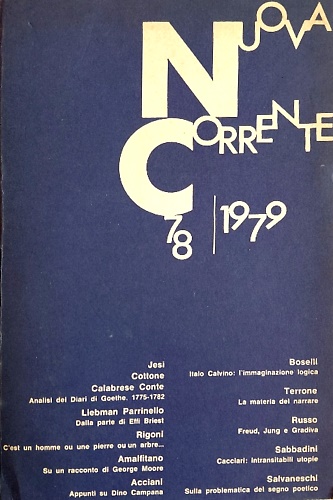 NUOVA
CORRENTE
78 | 1979
Jesi
Cottone
Calabrese Conte
Analisi dei Diari di Goethe. 1775-1782
Liebman Parrinello
Dalla parte di Effi Briest
Rigoni
C'est un homme ou une pierre ou un arbre...
Amalfitano
Su un racconto di George Moore
Acciani
Appunti su Dino Campana
Boselli
Italo Calvino: l'immaginazione logica
Terrone
La materia del narrare
Russo
Freud, Jung e Gradiva
Sabbadini
Cacciari: intransitabili utopie
Salvaneschi
Sulla problematica del segno poetico